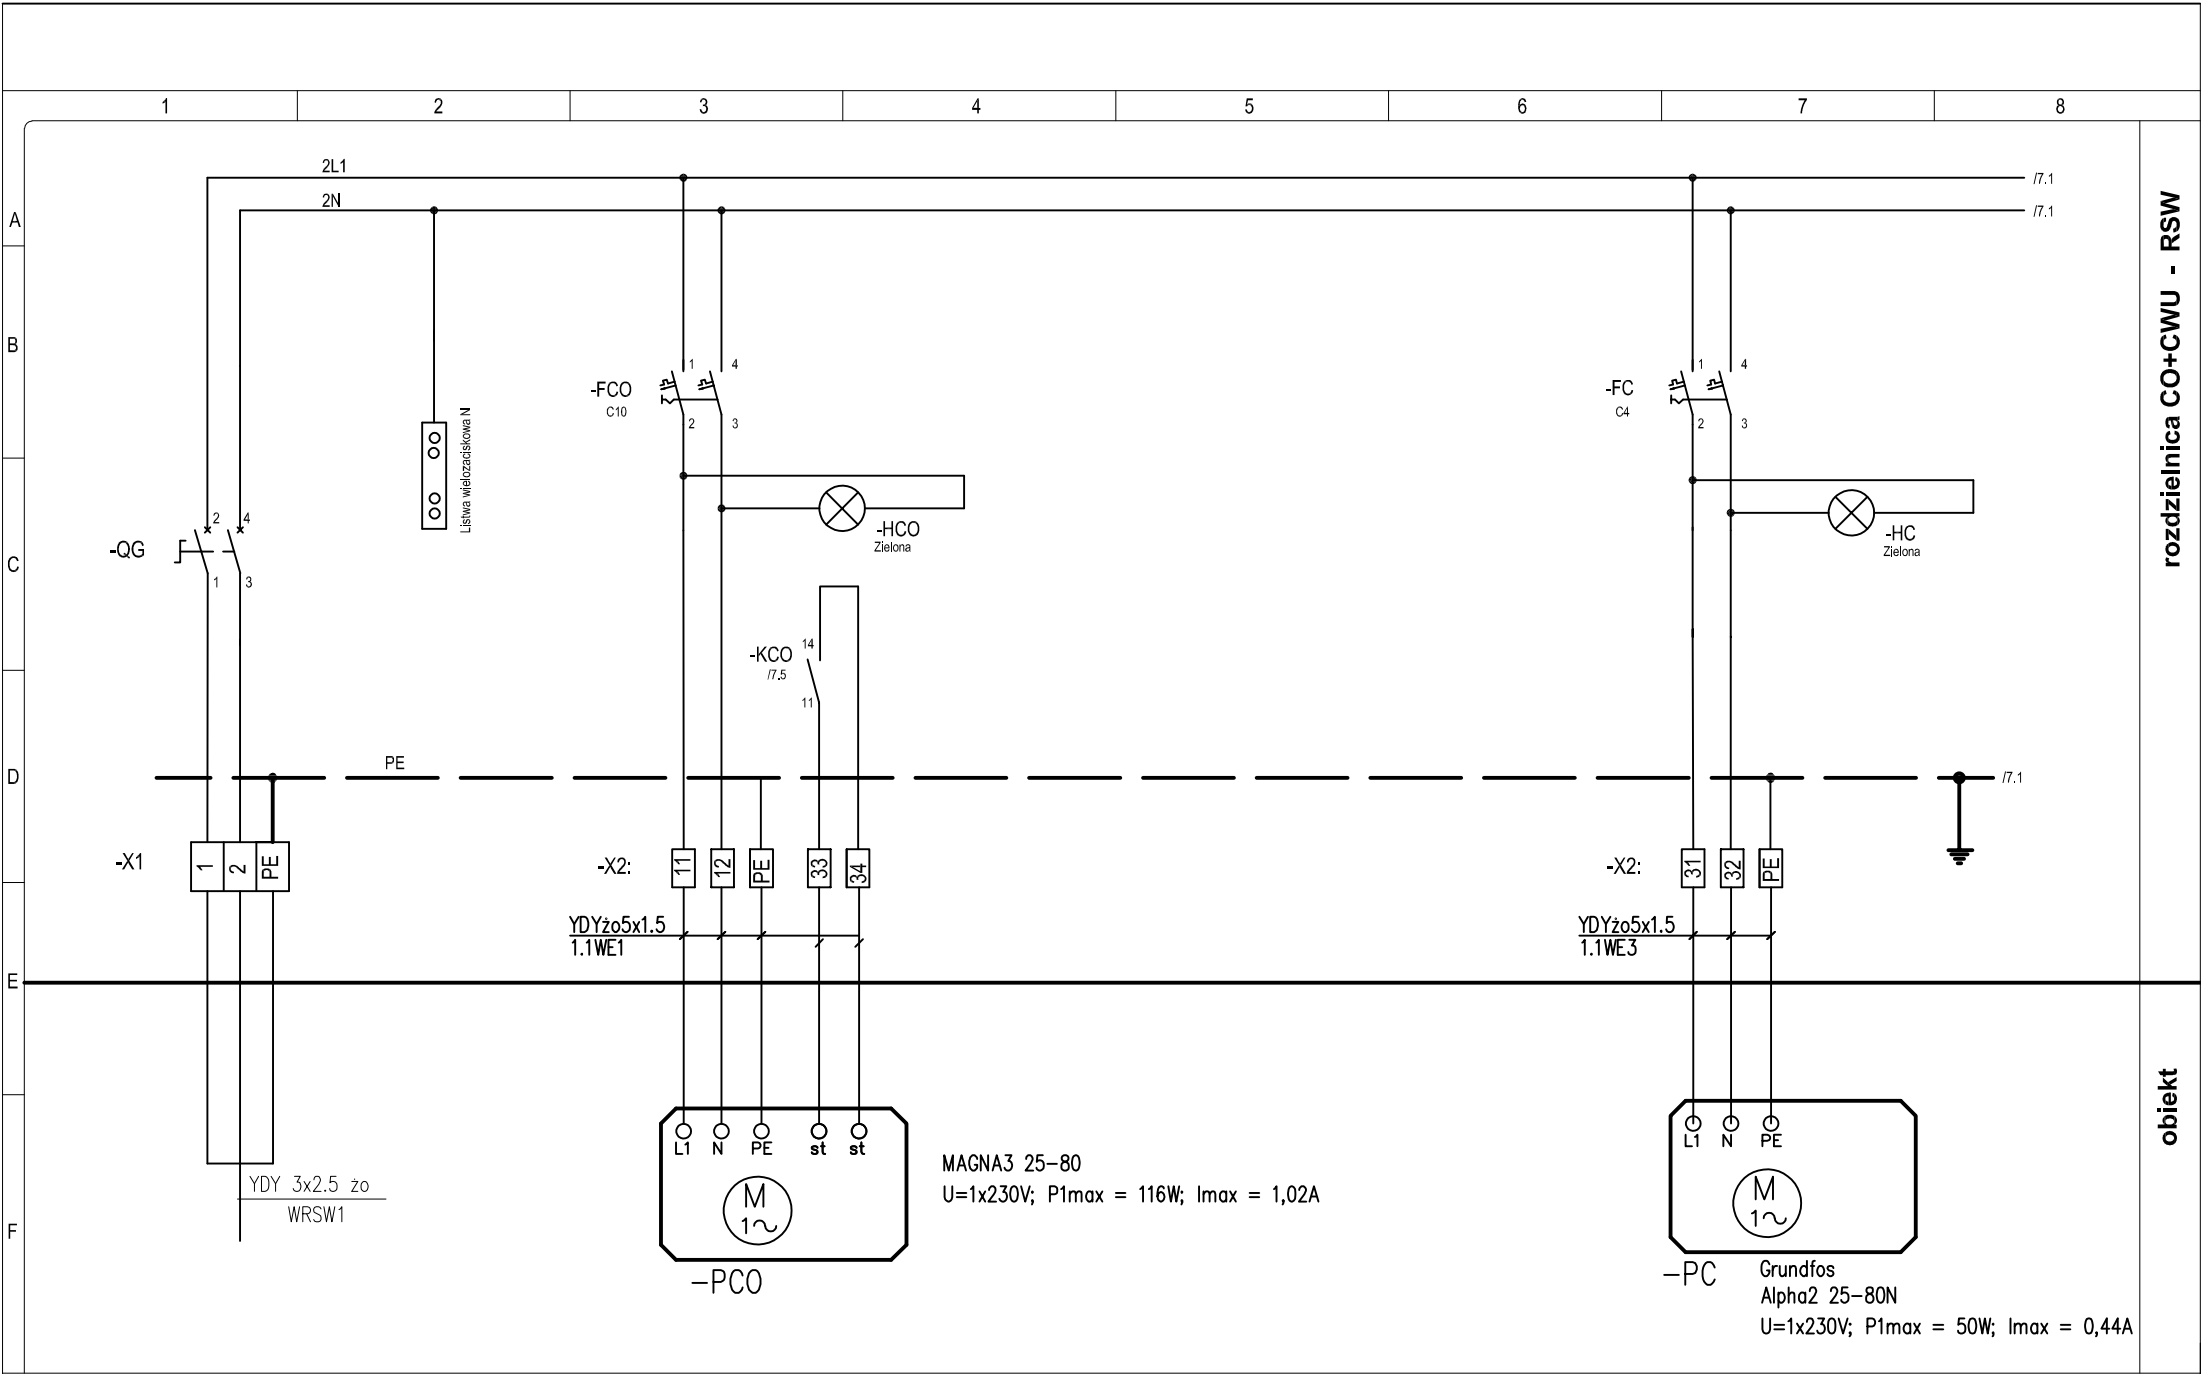 1 2 3 4 5 6 7 8
2L1
/7.1
2N
/7.1
A
B
C
D
E
F
rozdzielnica CO+CWU - RSW
obiekt
Listwa wielozaciskowa N
-QG
2 4
1 3
-FCO
C10
1 4
2 3
-HCO
Zielona
-KCO
/7.5
14
11
-FC
C4
1 4
2 3
-HC
Zielona
PE
/7.1
-X1
1 2 PE
-X2:
11 12 PE 33 34
-X2:
31 32 PE
YDYżo5x1.5
1.1WE1
YDYżo5x1.5
1.1WE3
YDY 3x2.5 żo
WRSW1
L1 N PE st st
M
1~
-PCO
MAGNA3 25-80
U=1x230V; P1max = 116W; Imax = 1,02A
L1 N PE
M
1~
-PC
Grundfos
Alpha2 25-80N
U=1x230V; P1max = 50W; Imax = 0,44A